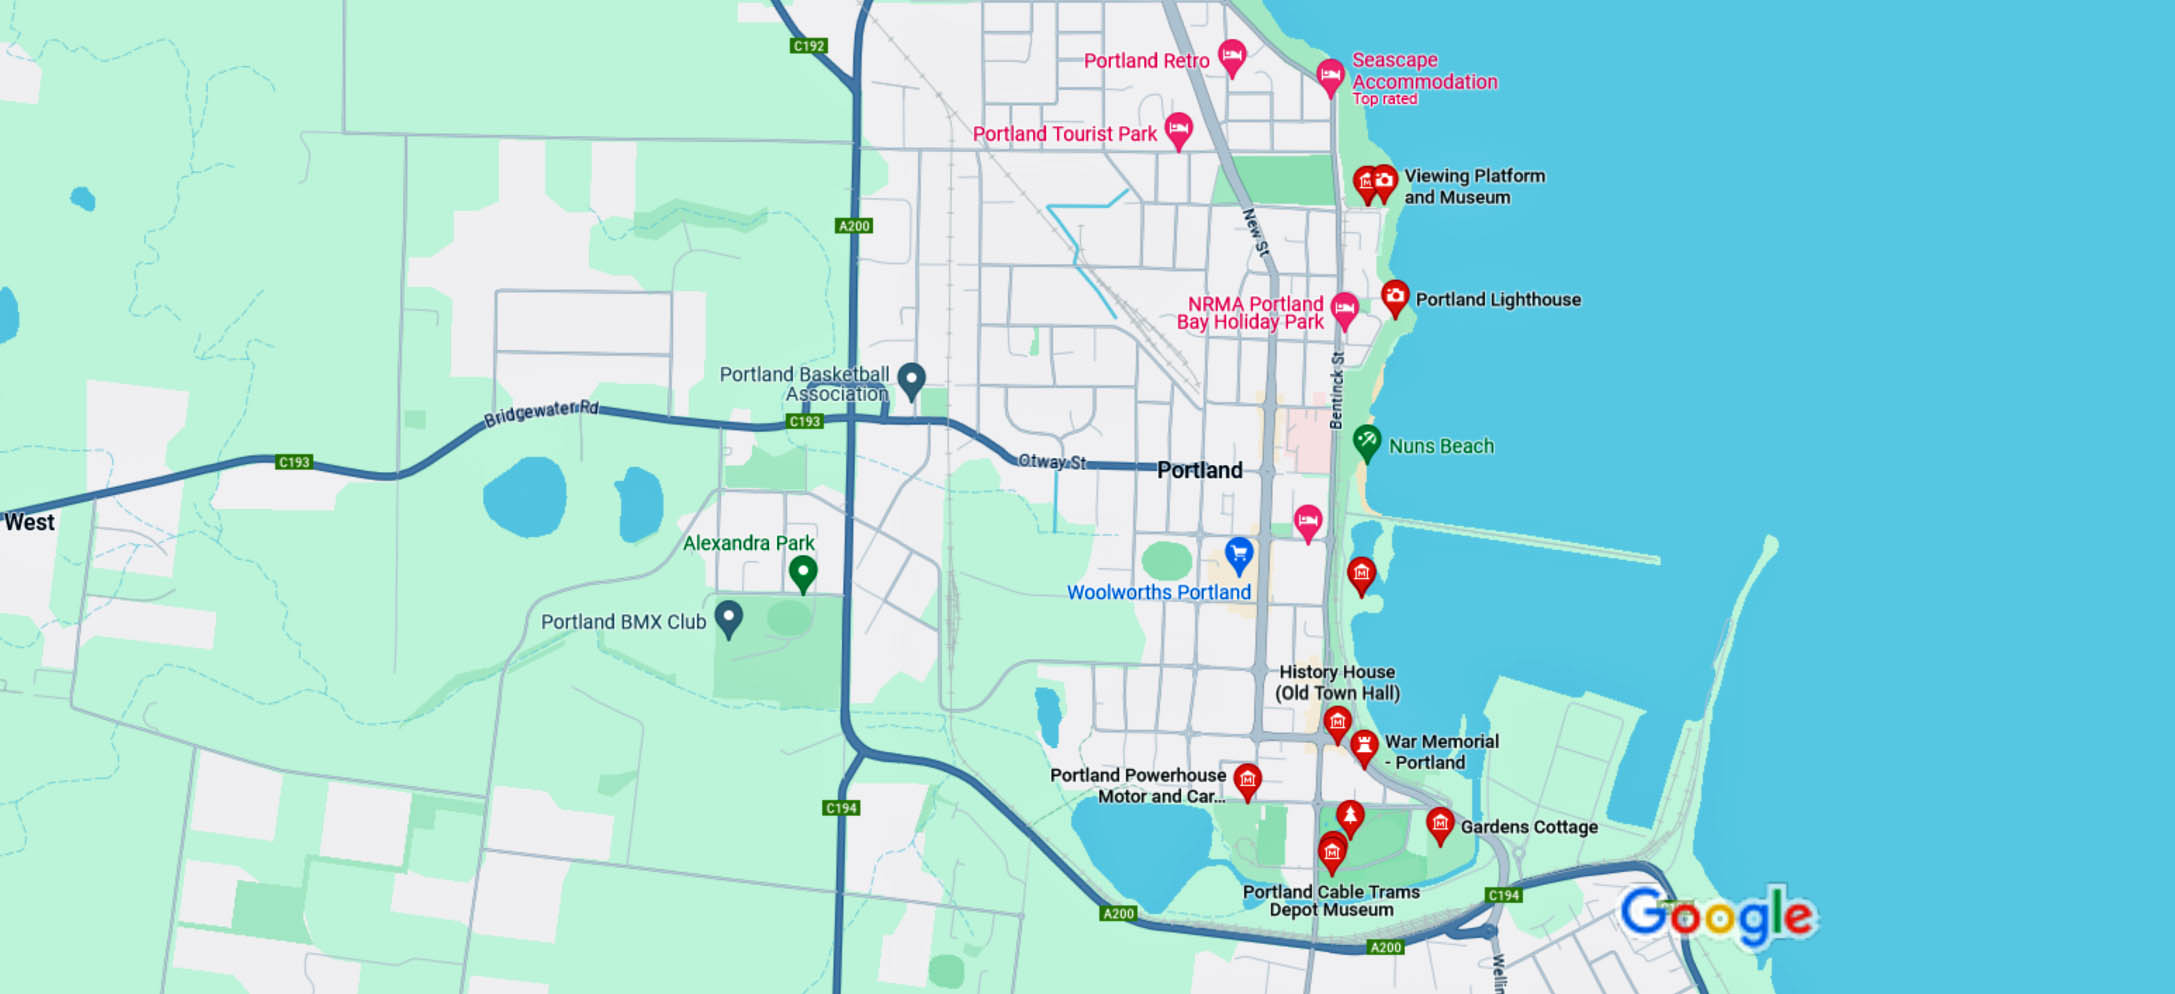 C192
Portland Retro
Seascape
Accommodation
Top rated
Portland Tourist Park
Viewing Platform
and Museum
A200
New St
NRMA Portland
Bay Holiday Park
Portland Lighthouse
Portland Basketball
Association
Bentinck St
Bridgewater Rd
C193
C193
Nuns Beach
Otway St
Portland
West
Alexandra Park
Woolworths Portland
Portland BMX Club
History House
(Old Town Hall)
War Memorial
- Portland
Portland Powerhouse
Motor and Car...
C194
Gardens Cottage
Portland Cable Trams
Depot Museum
C194
A200
A200
Google
Wellin